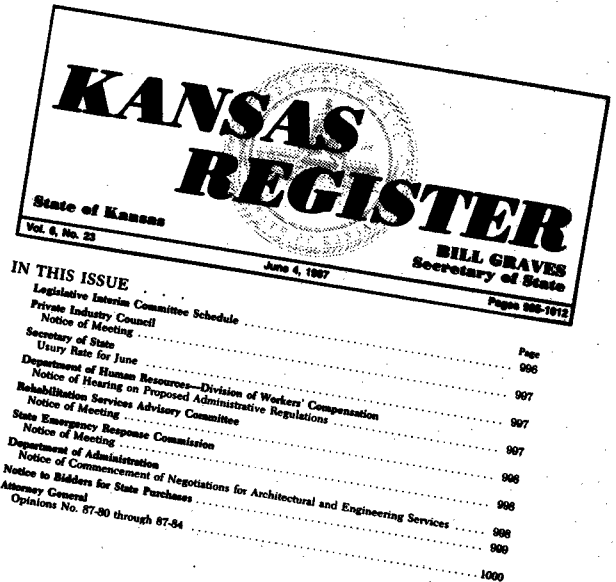 KANSAS
REGISTER
State of Kansas
BILL GRAVES
Secretary of State
Vol. 6, No. 23 June 4, 1987 Pages 995-1012
IN THIS ISSUE . . .
Page
Legislative Interim Committee Schedule ........ 996
Private Industry Council
Notice of Meeting ........ 997
Secretary of State
Usury Rate for June ........ 997
Department of Human Resources—Division of Workers' Compensation
Notice of Hearing on Proposed Administrative Regulations ........ 997
Rehabilitation Services Advisory Committee
Notice of Meeting ........ 998
State Emergency Response Commission
Notice of Meeting ........ 998
Department of Administration
Notice of Commencement of Negotiations for Architectural and Engineering Services ...... 998
Notice to Bidders for State Purchases ........ 999
Attorney General
Opinions No. 87-80 through 87-84 ........ 1000